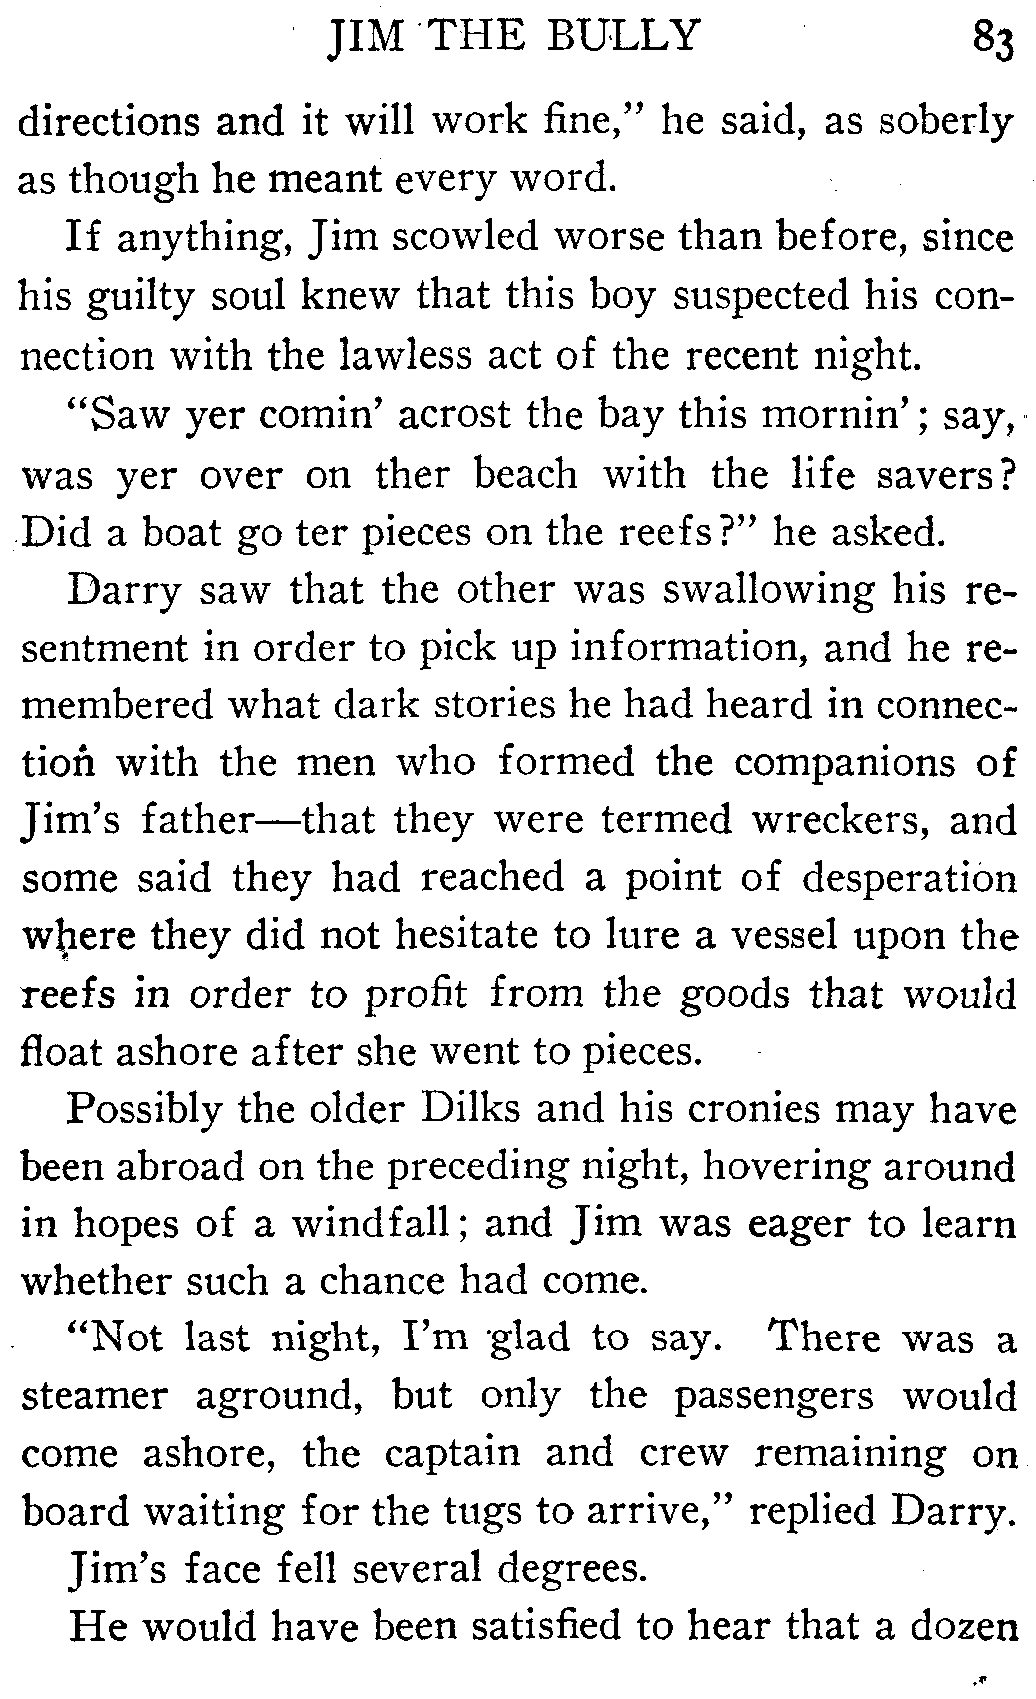 JIM THE BULLY 83
directions and it will work fine,” he said, as soberly
as though he meant every word.
If anything, Jim scowled worse than before, since
his guilty soul knew that this boy suspected his con-
nection with the lawless act of the recent night.
“Saw yer comin’ acrost the bay this mornin’; say,
was yer over on ther beach with the life savers?
Did a boat go ter pieces on the reefs?” he asked.
Darry saw that the other was swallowing his re-
sentment in order to pick up information, and he re-
membered what dark stories he had heard in connec-
tion with the men who formed the companions of
Jim’s father—that they were termed wreckers, and
some said they had reached a point of desperation
where they did not hesitate to lure a vessel upon the
reefs in order to profit from the goods that would
float ashore after she went to pieces.
Possibly the older Dilks and his cronies may have
been abroad on the preceding night, hovering around
in hopes of a windfall; and Jim was eager to learn
whether such a chance had come.
“Not last night, I’m glad to say. There was a
steamer aground, but only the passengers would
come ashore, the captain and crew remaining on
board waiting for the tugs to arrive,” replied Darry.
Jim’s face fell several degrees.
He would have been satisfied to hear that a dozen